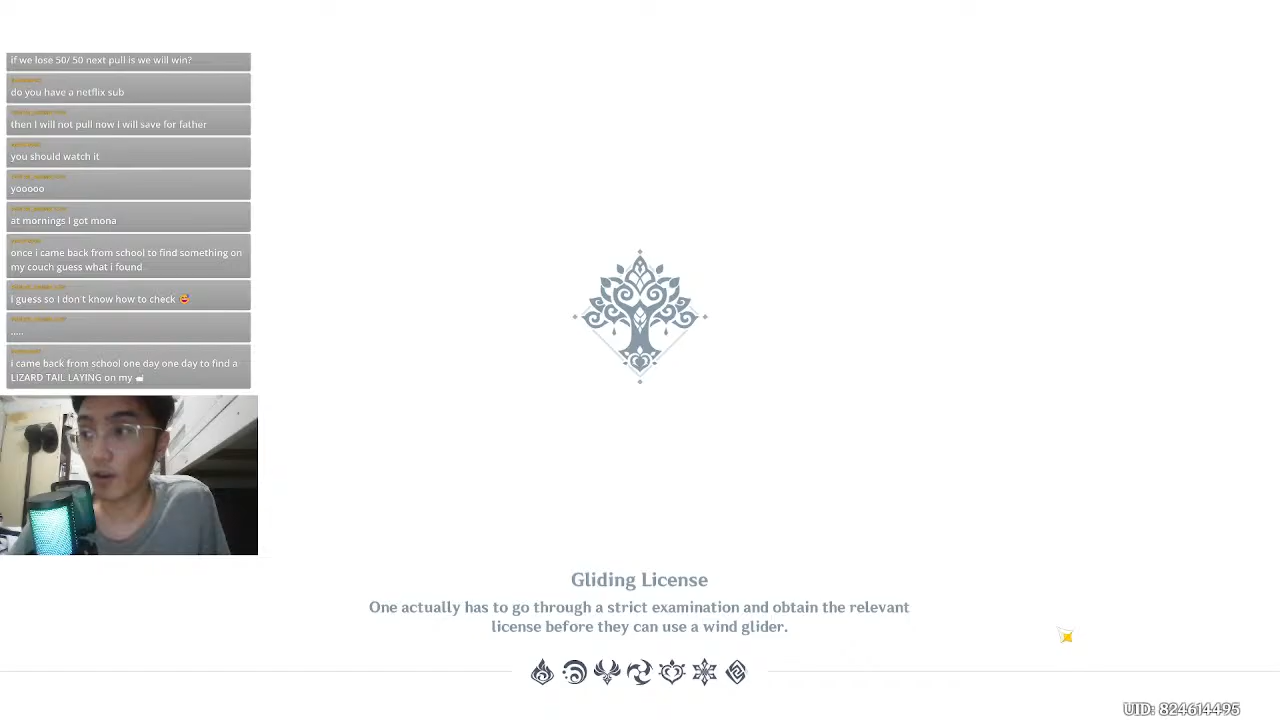 if we lose 50/ 50 next pull is we will win?
do you have a netflix sub
then I will not pull now I will save for father
you should watch it
yooooo
at mornings I got mona
once i came back from school to find something on
my couch guess what i found
i guess so I don't know how to check 😅
.....
i came back from school one day one day to find a
LIZARD TAIL LAYING on my
Gliding License
One actually has to go through a strict examination and obtain the relevant
license before they can use a wind glider.
UID: 824614495